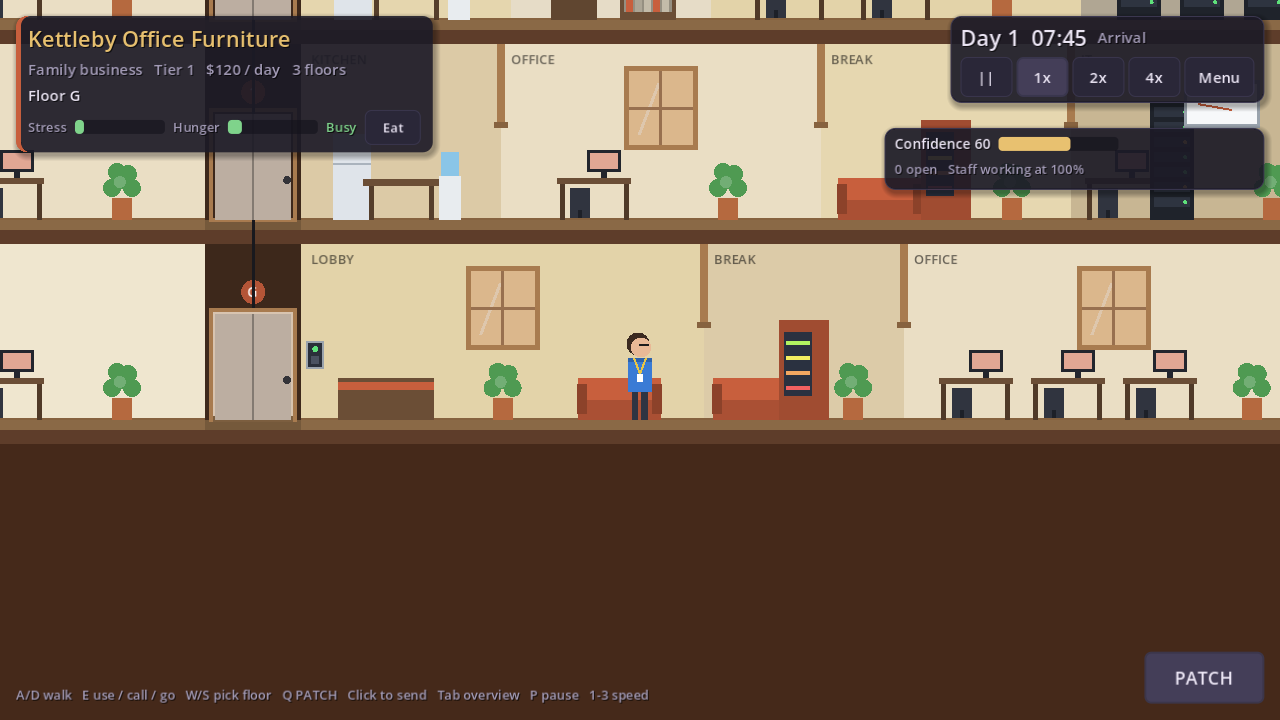 Kettleby Office Furniture
Family business Tier 1 $120 / day 3 floors
Floor G
Stress Hunger Busy Eat
Day 1 07:45 Arrival
|| 1x 2x 4x Menu
Confidence 60
0 open Staff working at 100%
KITCHEN
OFFICE
BREAK
G
LOBBY
BREAK
OFFICE
A/D walk E use / call / go W/S pick floor Q PATCH Click to send Tab overview P pause 1-3 speed
PATCH